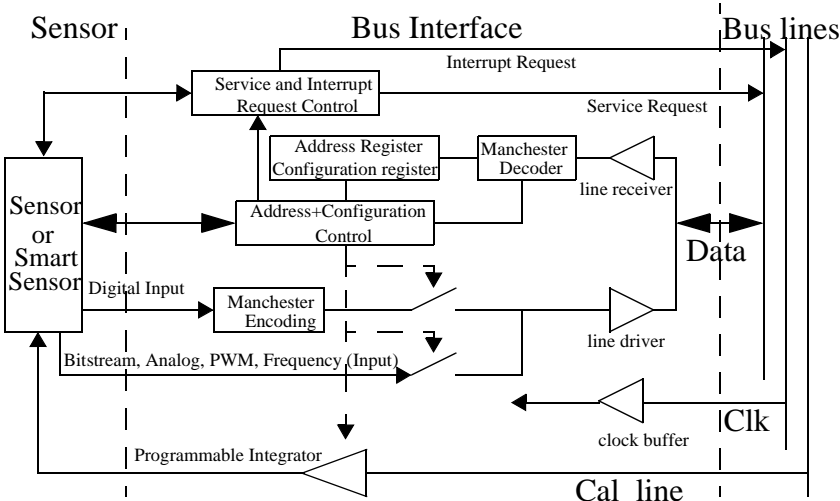 Sensor
Bus Interface
Bus lines
Interrupt Request
Service and Interrupt
Request Control
Service Request
Address Register
Configuration register
Manchester
Decoder
line receiver
Sensor
or
Smart
Sensor
Address+Configuration
Control
Data
Digital Input
Manchester
Encoding
line driver
Bitstream, Analog, PWM, Frequency (Input)
Clk
clock buffer
Programmable Integrator
Cal_line